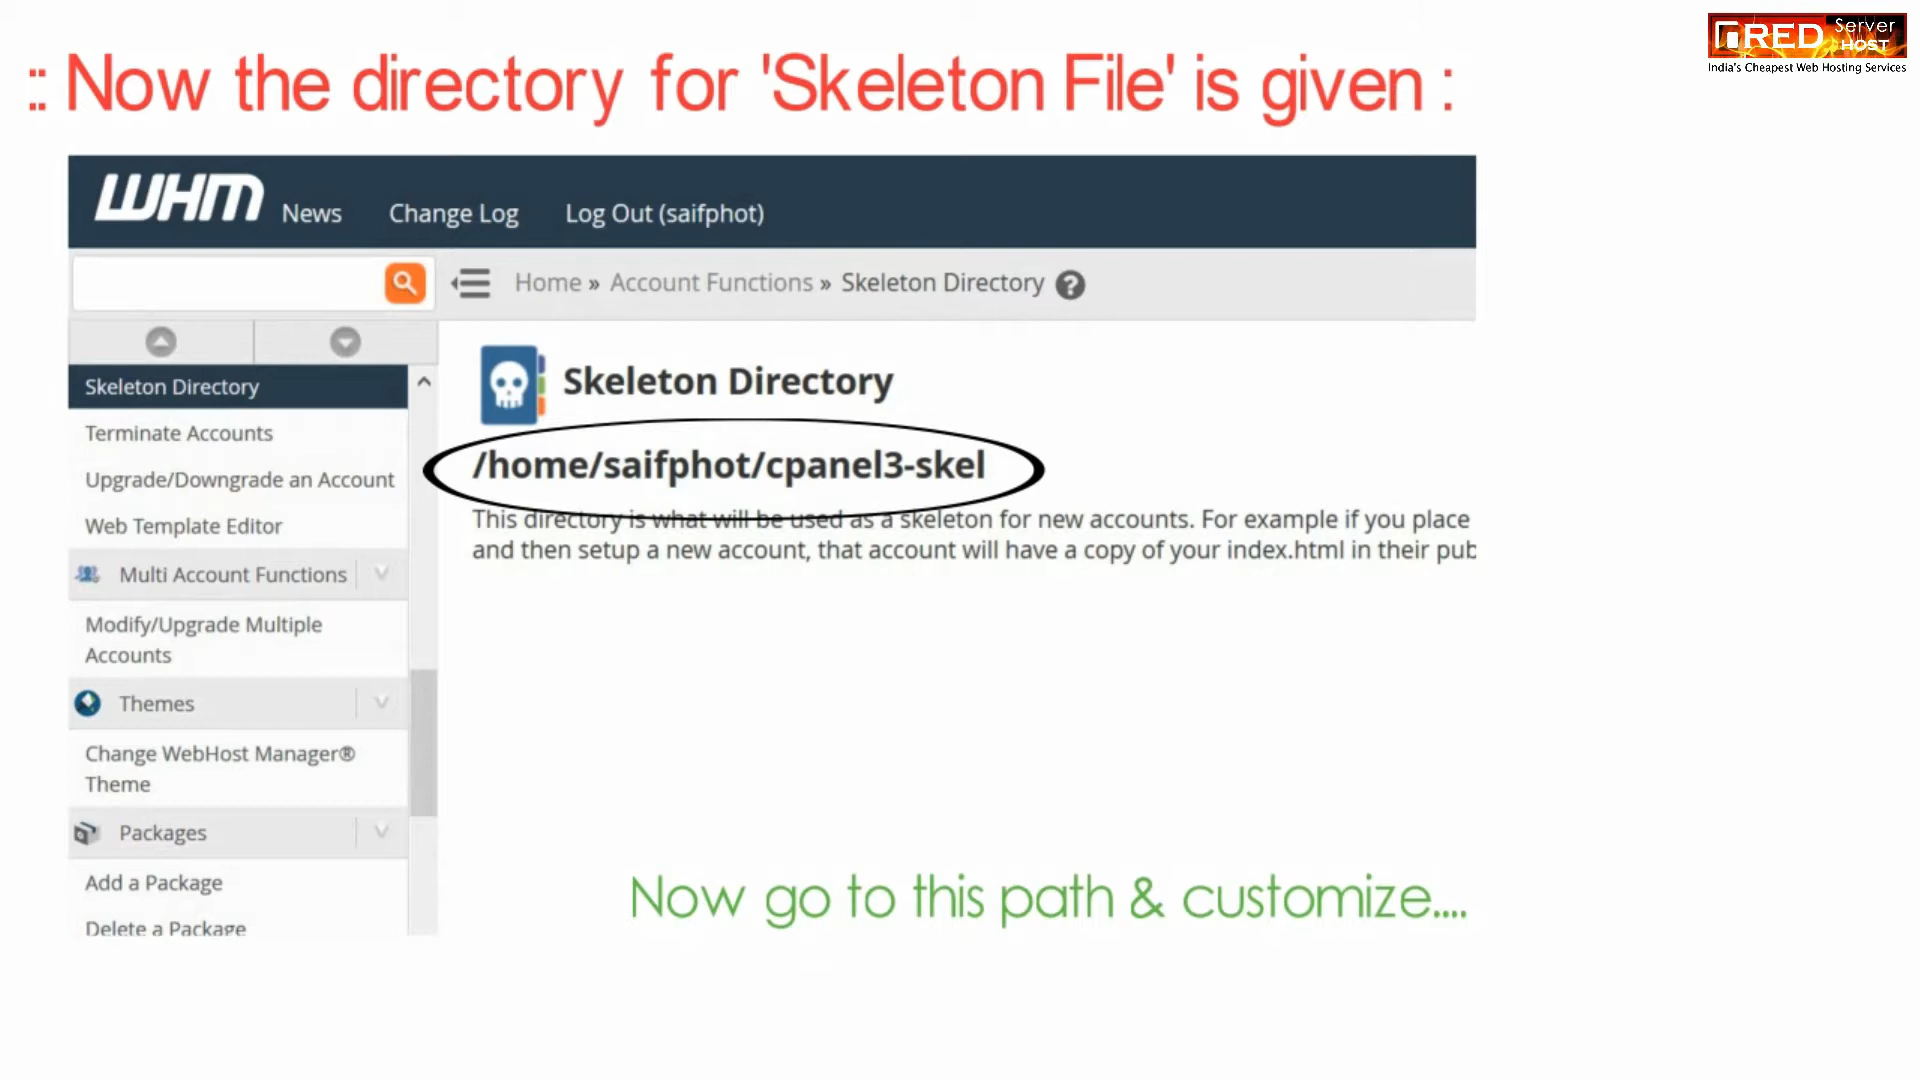 RED Server
HOST
India's Cheapest Web Hosting Services
:: Now the directory for 'Skeleton File' is given :
WHM News Change Log Log Out (saifphot)
Home » Account Functions » Skeleton Directory ?
Skeleton Directory
Terminate Accounts
Upgrade/Downgrade an Account
Web Template Editor
Multi Account Functions
Modify/Upgrade Multiple
Accounts
Themes
Change WebHost Manager®
Theme
Packages
Add a Package
Delete a Package
Skeleton Directory
/home/saifphot/cpanel3-skel
This directory is what will be used as a skeleton for new accounts. For example if you place
and then setup a new account, that account will have a copy of your index.html in their pub
Now go to this path & customize....